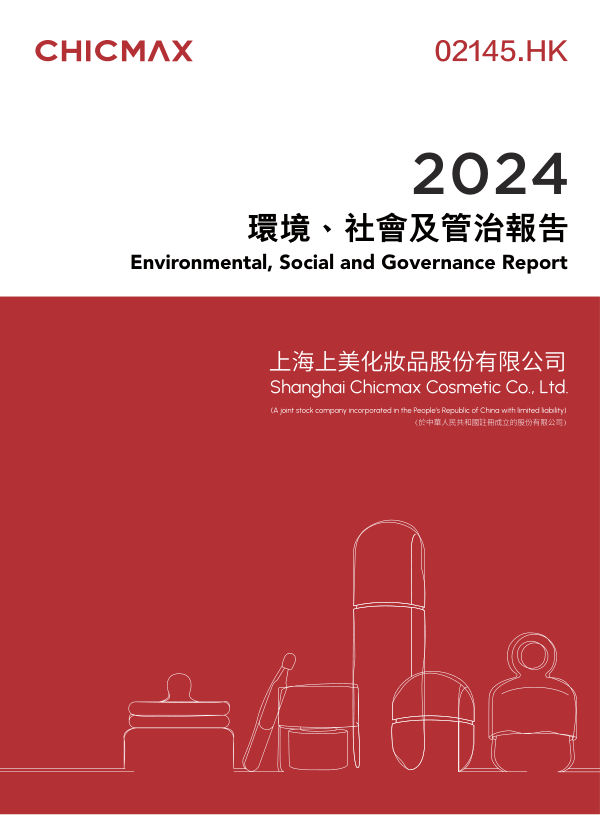 CHICMAX
02145.HK
2024
環境、社會及管治報告
Environmental, Social and Governance Report
上海上美化妝品股份有限公司
Shanghai Chicmax Cosmetic Co., Ltd.
(A joint stock company incorporated in the People's Republic of China with limited liability)
(於中華人民共和國註冊成立的股份有限公司)